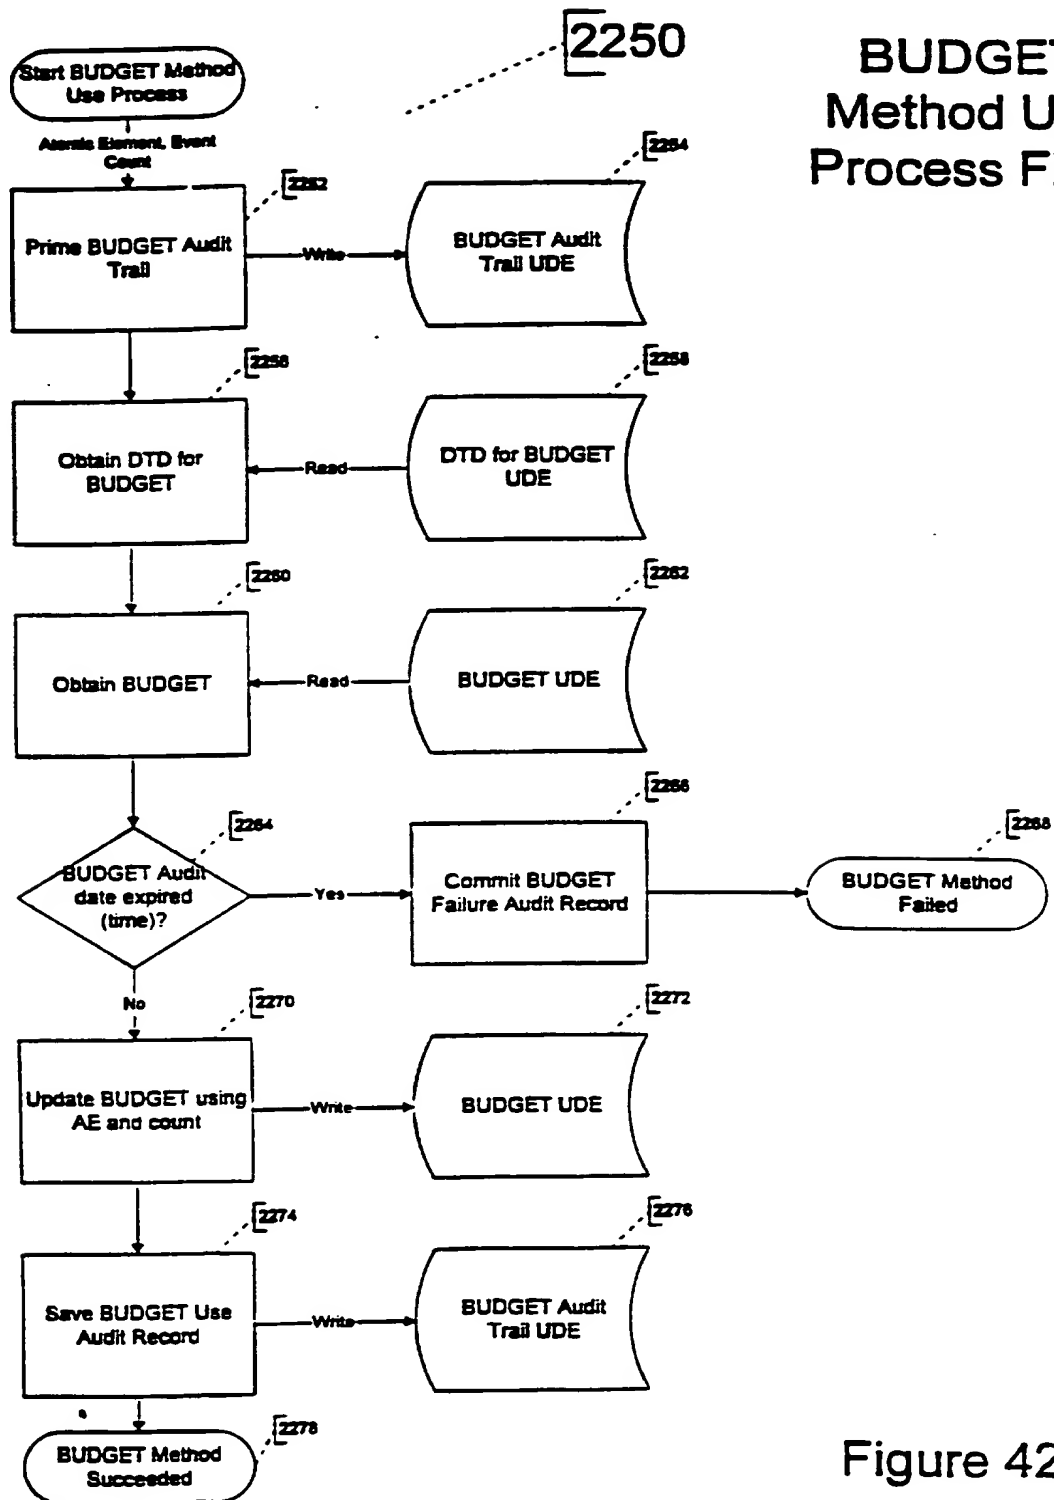 2250
BUDGET
Method U
Process F
Start BUDGET Method
Use Process
Atomic Element, Event
Count
2252
Prime BUDGET Audit
Trail
Write
2254
BUDGET Audit
Trail UDE
2256
Obtain DTD for
BUDGET
Read
2258
DTD for BUDGET
UDE
2260
Obtain BUDGET
Read
2262
BUDGET UDE
2264
BUDGET Audit
date expired
(time)?
Yes
2266
Commit BUDGET
Failure Audit Record
2268
BUDGET Method
Failed
No
2270
Update BUDGET using
AE and count
Write
2272
BUDGET UDE
2274
Save BUDGET Use
Audit Record
Write
2276
BUDGET Audit
Trail UDE
2278
BUDGET Method
Succeeded
Figure 42